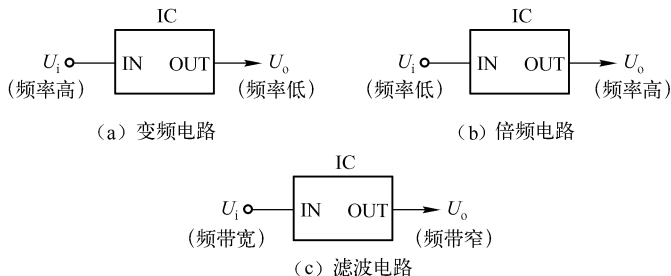 IC IC
Ui IN OUT Uo Ui IN OUT Uo
(频率高) (频率低) (频率低) (频率高)
(a) 变频电路 (b) 倍频电路
IC
Ui IN OUT Uo
(频带宽) (频带窄)
(c) 滤波电路